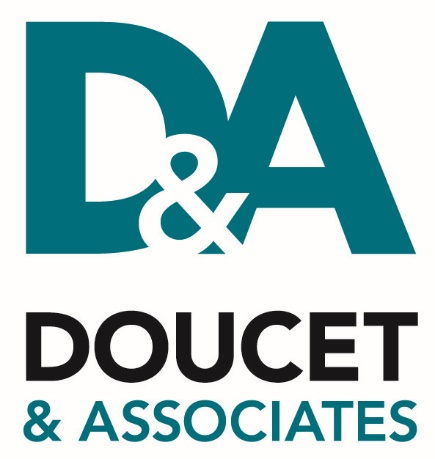 D&A
DOUCET
& ASSOCIATES